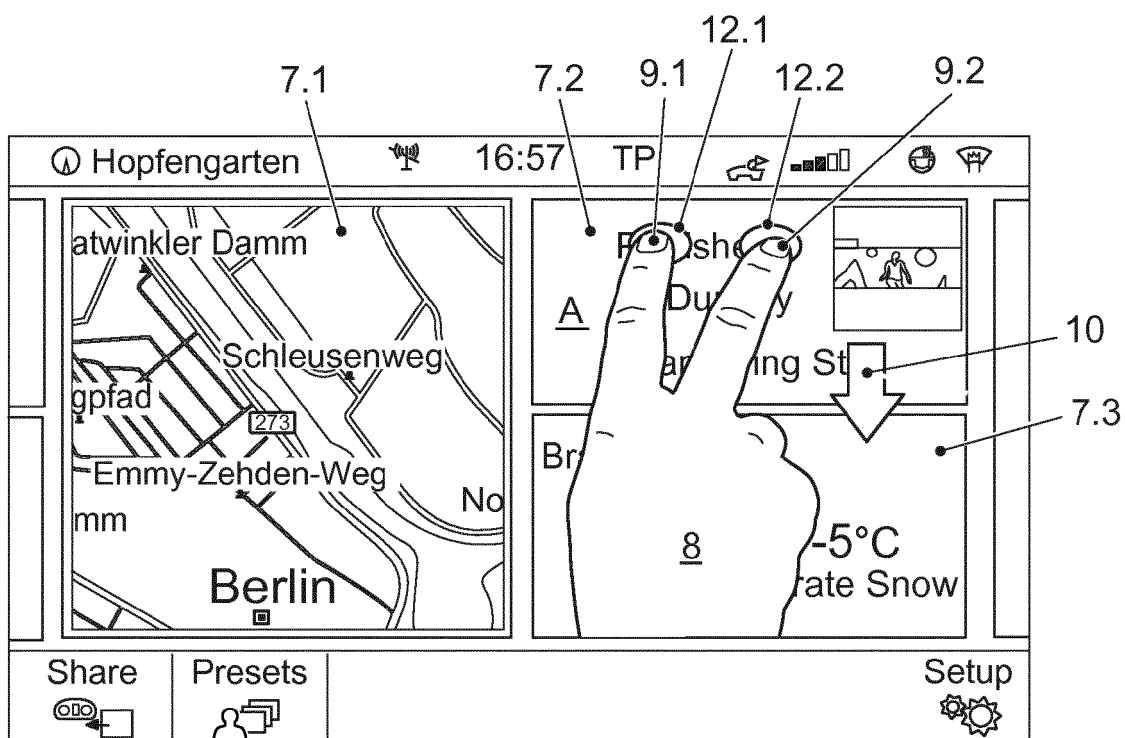 12.1
7.1 7.2 9.1 12.2 9.2
Hopfengarten 16:57 TP
atwinkler Damm
A
Schleusenweg
10
gpfad
273
7.3
Emmy-Zehden-Weg
No
mm
8
-5°C
rate Snow
Berlin
Share Presets Setup